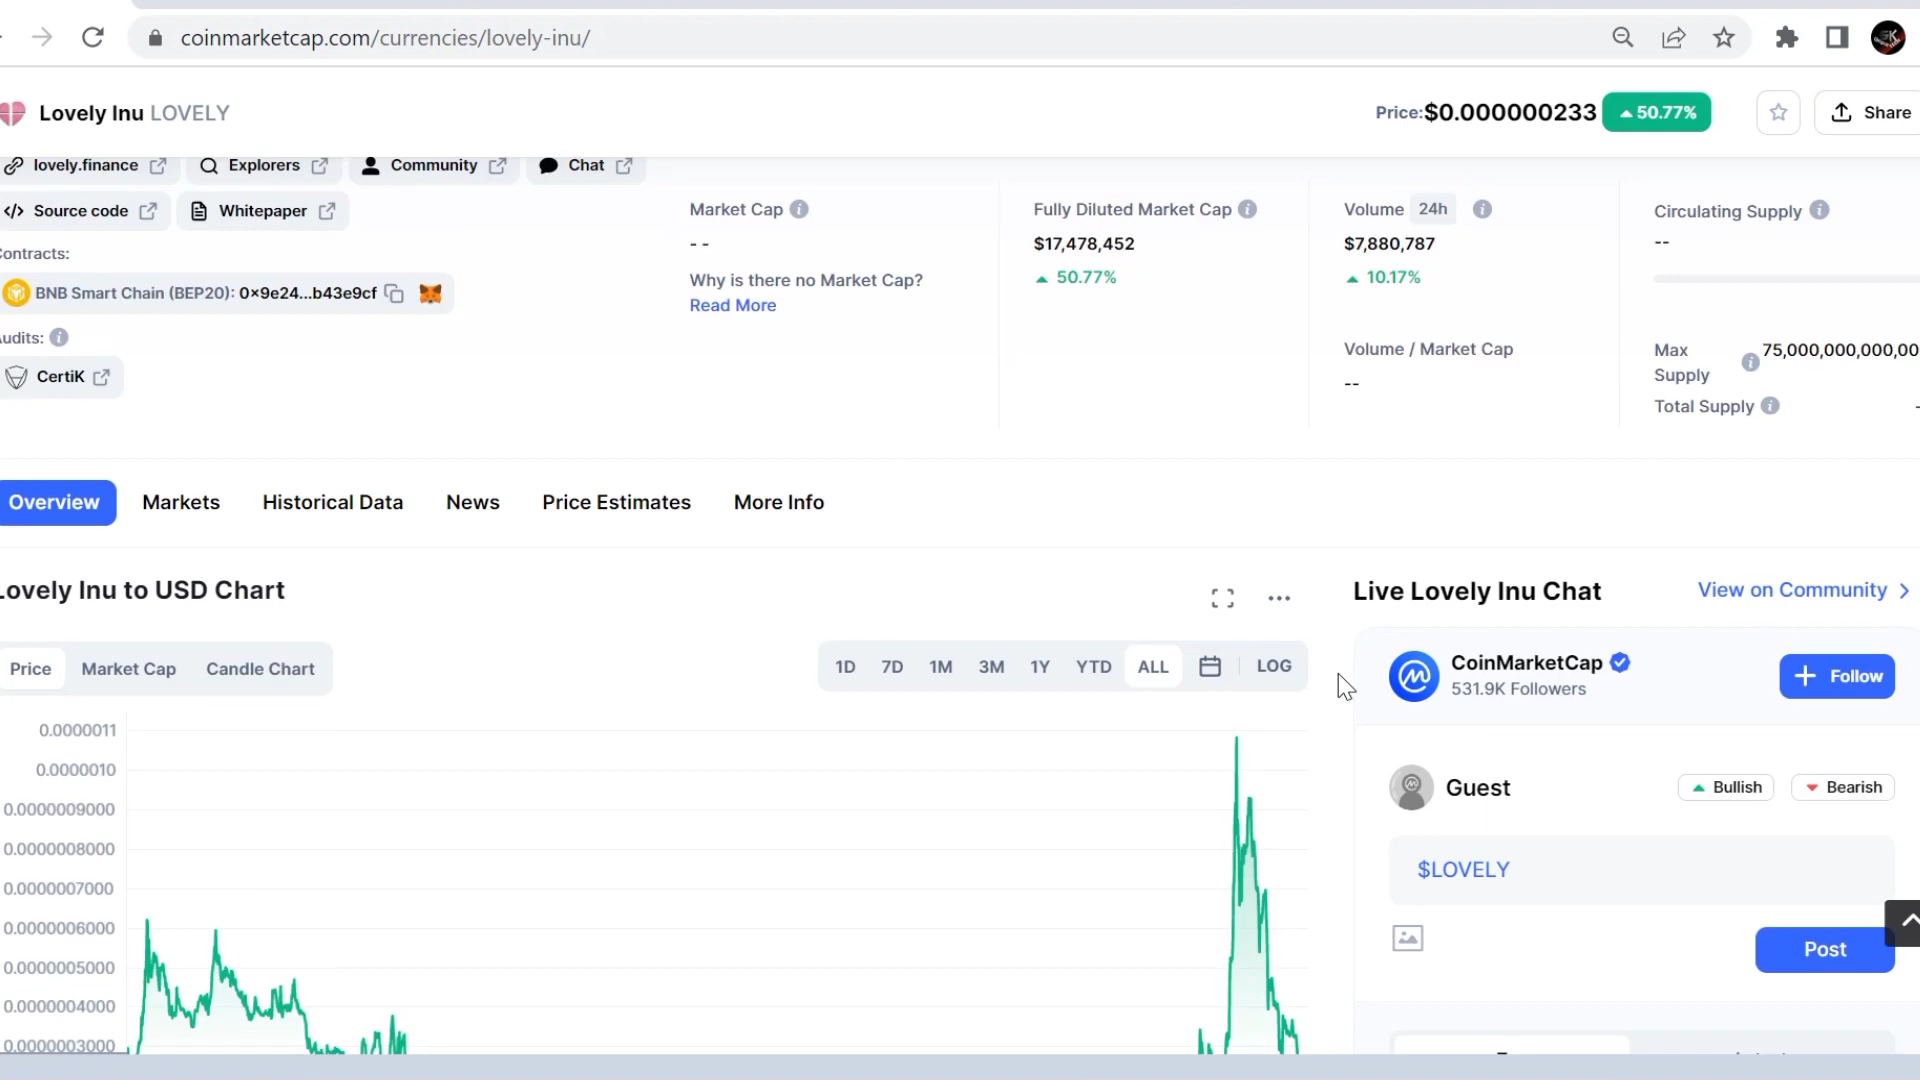 coinmarketcap.com/currencies/lovely-inu/
Lovely Inu LOVELY
Price:$0.000000233 50.77%
Share
lovely.finance
Explorers
Community
Chat
Source code
Whitepaper
ontracts:
BNB Smart Chain (BEP20): 0x9e24...b43e9cf
udits:
CertiK
Market Cap
- -
Why is there no Market Cap?
Read More
Fully Diluted Market Cap
$17,478,452
50.77%
Volume 24h
$7,880,787
10.17%
Volume / Market Cap
--
Circulating Supply
--
Max
Supply
75,000,000,000,00
Total Supply
-
Overview
Markets
Historical Data
News
Price Estimates
More Info
Lovely Inu to USD Chart
Price
Market Cap
Candle Chart
1D
7D
1M
3M
1Y
YTD
ALL
LOG
0.0000011
0.0000010
0.0000009000
0.0000008000
0.0000007000
0.0000006000
0.0000005000
0.0000004000
0.0000003000
Live Lovely Inu Chat
View on Community
CoinMarketCap
531.9K Followers
Follow
Guest
Bullish
Bearish
$LOVELY
Post